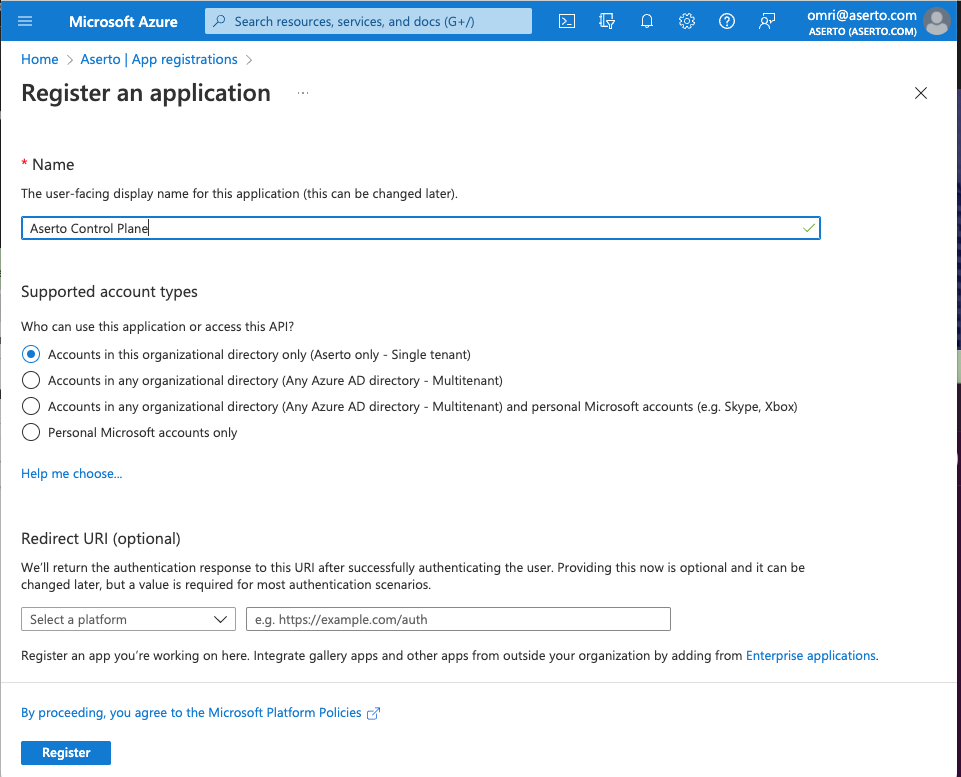 Microsoft Azure
Search resources, services, and docs (G+/)
omri@aserto.com
ASERTO (ASERTO.COM)
Home > Aserto | App registrations >
Register an application ...
* Name
The user-facing display name for this application (this can be changed later).
Aserto Control Plane
Supported account types
Who can use this application or access this API?
Accounts in this organizational directory only (Aserto only - Single tenant)
Accounts in any organizational directory (Any Azure AD directory - Multitenant)
Accounts in any organizational directory (Any Azure AD directory - Multitenant) and personal Microsoft accounts (e.g. Skype, Xbox)
Personal Microsoft accounts only
Help me choose...
Redirect URI (optional)
We'll return the authentication response to this URI after successfully authenticating the user. Providing this now is optional and it can be
changed later, but a value is required for most authentication scenarios.
Select a platform
e.g. https://example.com/auth
Register an app you're working on here. Integrate gallery apps and other apps from outside your organization by adding from Enterprise applications.
By proceeding, you agree to the Microsoft Platform Policies
Register